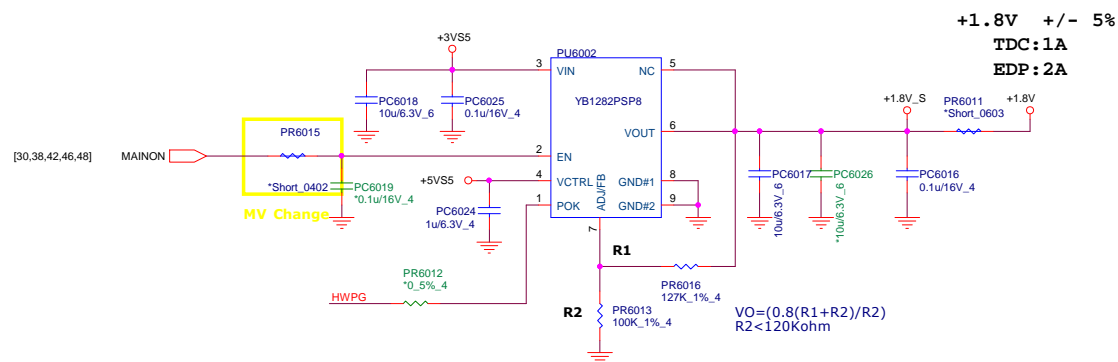 +1.8V +/- 5%
TDC:1A
EDP:2A
+3VS5
PU6002
3
VIN
NC
5
PC6018
10u/6.3V_6
PC6025
0.1u/16V_4
YB1282PSP8
+1.8V_S
PR6011
*Short_0603
+1.8V
VOUT
6
PR6015
[30,38,42,46,48]
MAINON
2
EN
*Short_0402
PC6019
*0.1u/16V_4
MV Change
+5VS5
4
VCTRL
ADJ/FB
GND#1
8
PC6024
1u/6.3V_4
1
POK
GND#2
9
7
PC6017
10u/6.3V_6
PC6026
*10u/6.3V_6
PC6016
0.1u/16V_4
R1
PR6012
*0_5%_4
HWPG
PR6016
127K_1%_4
R2
PR6013
100K_1%_4
VO=(0.8(R1+R2)/R2)
R2<120Kohm